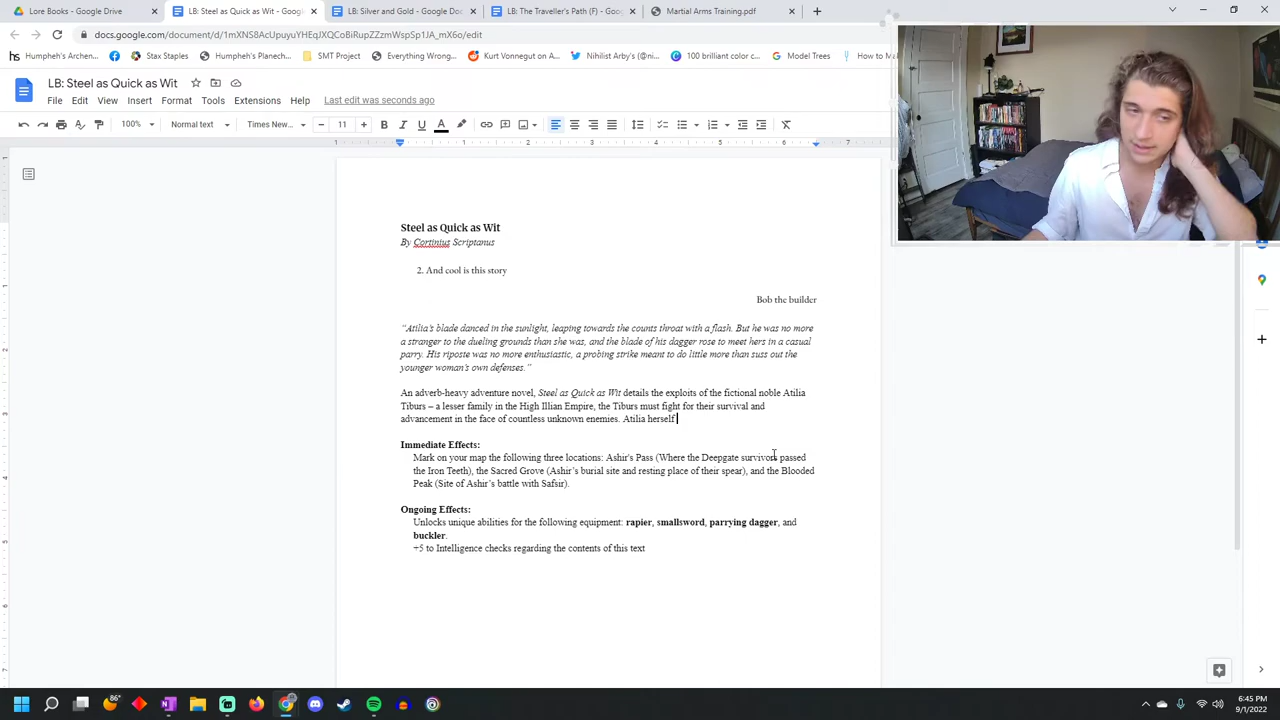 Lore Books - Google Drive
LB: Steel as Quick as Wit - Googl
LB: Silver and Gold - Google Doc
LB: The Traveller's Path (F) - Goog
Martial Arts Training.pdf
docs.google.com/document/d/1mXNS8AcUpuyuYvEqJXQCoBiRupZZzmWspSp1JA_mX6o/edit
Humpheh's Archen...
Stax Staples
Humpheh's Planech...
SMT Project
Everything Wrong...
Kurt Vonnegut on A...
Nihilist Arby's (@ni...
100 brilliant color c...
Model Trees
How to Ma
LB: Steel as Quick as Wit
File Edit View Insert Format Tools Extensions Help Last edit was seconds ago
100% Normal text Times New... 11
Steel as Quick as Wit
By Cortinius Scriptanus
2. And cool is this story
Bob the builder
“Atilia's blade danced in the sunlight, leaping towards the counts throat with a flash. But he was no more
a stranger to the dueling grounds than she was, and the blade of his dagger rose to meet hers in a casual
parry. His riposte was no more enthusiastic, a probing strike meant to do little more than suss out the
younger woman's own defenses.”
An adverb-heavy adventure novel, Steel as Quick as Wit details the exploits of the fictional noble Atilia
Tiburs – a lesser family in the High Illian Empire, the Tiburs must fight for their survival and
advancement in the face of countless unknown enemies. Atilia herself
Immediate Effects:
Mark on your map the following three locations: Ashir's Pass (Where the Deepgate survivors passed
the Iron Teeth), the Sacred Grove (Ashir's burial site and resting place of their spear), and the Blooded
Peak (Site of Ashir's battle with Safsir).
Ongoing Effects:
Unlocks unique abilities for the following equipment: rapier, smallsword, parrying dagger, and
buckler.
+5 to Intelligence checks regarding the contents of this text
86°
6:45 PM
9/1/2022